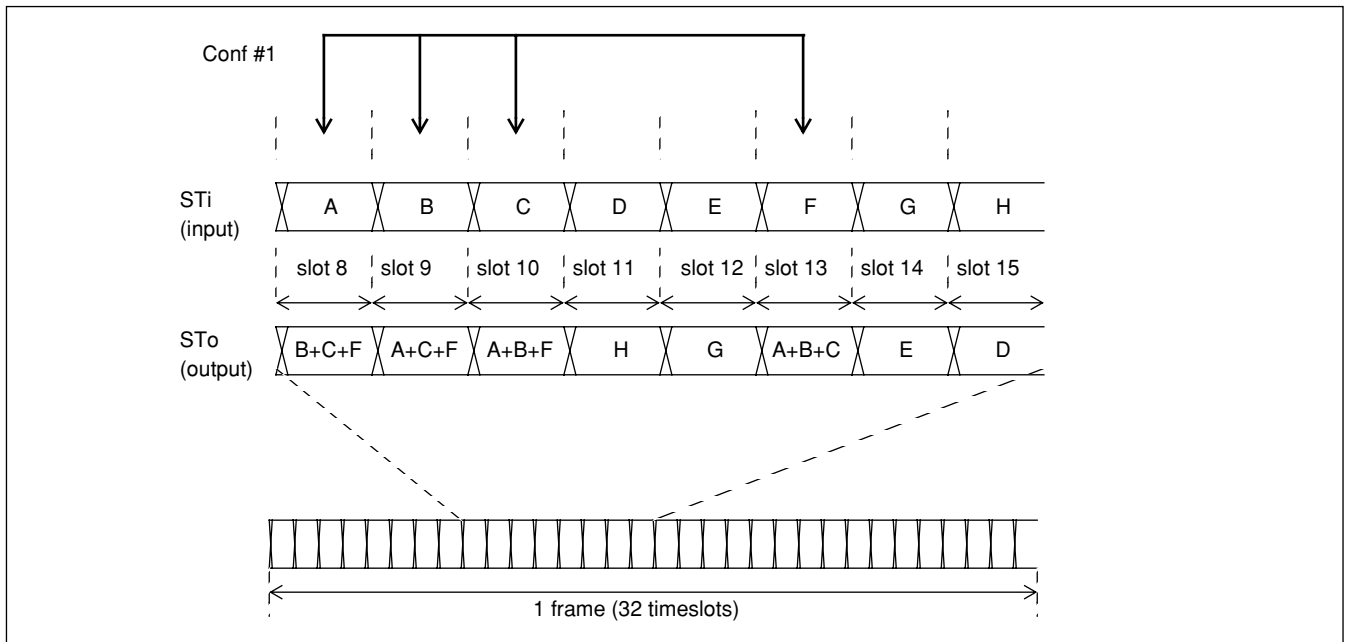 Conf #1
STi
(input)
A B C D E F G H
slot 8 slot 9 slot 10 slot 11 slot 12 slot 13 slot 14 slot 15
STo
(output)
B+C+F A+C+F A+B+F H G A+B+C E D
1 frame (32 timeslots)